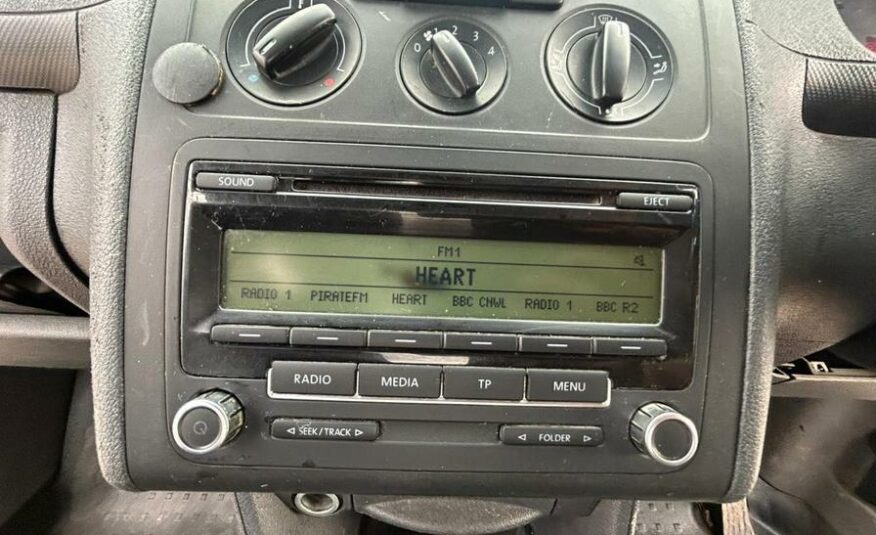 0 1 2 3 4
SOUND
EJECT
FM1
HEART
RADIO 1 PIRATEFM HEART BBC CNWL RADIO 1 BBC R2
RADIO MEDIA TP MENU
SEEK/TRACK
FOLDER